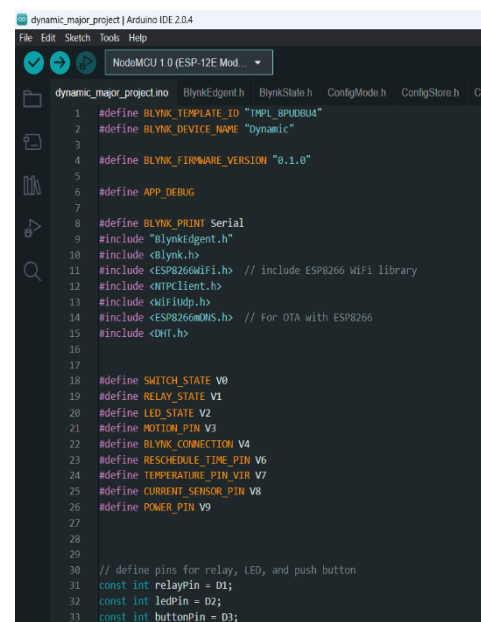 dynamic_major_project | Arduino IDE 2.0.4
File Edit Sketch Tools Help
NodeMCU 1.0 (ESP-12E Mod...
dynamic_major_project.ino BlynkEdgent.h BlynkState.h ConfigMode.h ConfigStore.h C
1 #define BLYNK_TEMPLATE_ID "TMPL_8PUDBU4"
2 #define BLYNK_DEVICE_NAME "Dynamic"
3
4 #define BLYNK_FIRMWARE_VERSION "0.1.0"
5
6 #define APP_DEBUG
7
8 #define BLYNK_PRINT Serial
9 #include "BlynkEdgent.h"
10 #include <Blynk.h>
11 #include <ESP8266WiFi.h> // include ESP8266 WiFi library
12 #include <NTPClient.h>
13 #include <WiFiUdp.h>
14 #include <ESP8266mDNS.h> // For OTA with ESP8266
15 #include <DHT.h>
16
17
18 #define SWITCH_STATE V0
19 #define RELAY_STATE V1
20 #define LED_STATE V2
21 #define MOTION_PIN V3
22 #define BLYNK_CONNECTION V4
23 #define RESCHEDULE_TIME_PIN V6
24 #define TEMPERATURE_PIN_VIR V7
25 #define CURRENT_SENSOR_PIN V8
26 #define POWER_PIN V9
27
28
29
30 // define pins for relay, LED, and push button
31 const int relayPin = D1;
32 const int ledPin = D2;
33 const int buttonPin = D3;